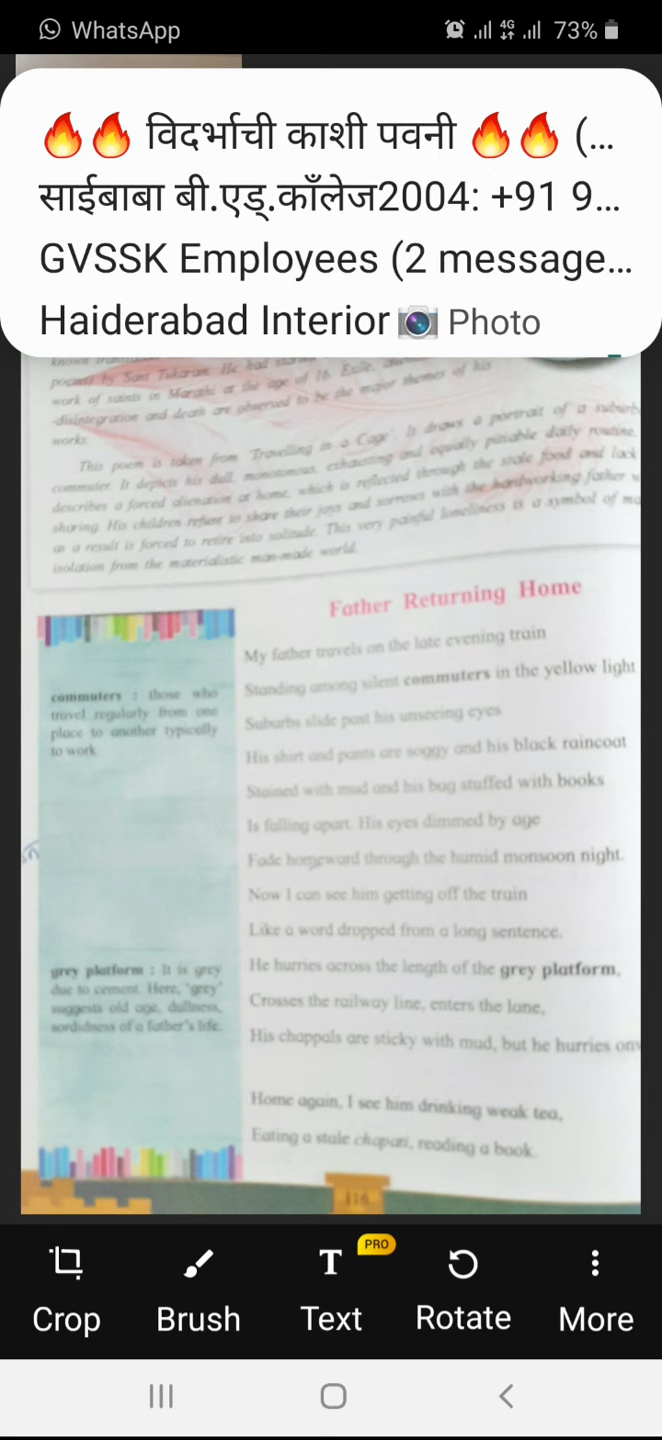 WhatsApp
4G
73%
🔥🔥 विदर्भाची काशी पवनी 🔥🔥 (...
साईबाबा बी.एड्.कॉंलेज2004: +91 9...
GVSSK Employees (2 message...
Haiderabad Interior📷 Photo
poems by Sant Tukaram. He had
work of saints in Marathi at the age of 16. Exile,
-disintegration and death are observed to be the major themes of his
works.
This poem is taken from 'Travelling in a Cage'. It draws a portrait of a suburb
commuter. It depicts his dull, monotonous, exhausting and equally pitiable daily routine.
describes a forced alienation at home, which is reflected through the stale food and lack
sharing. His children refuse to share their joys and sorrows with the hardworking father w
as a result is forced to retire into solitude. This very painful loneliness is a symbol of ma
isolation from the materialistic man-made world.
Father Returning Home
My father travels on the late evening train
Standing among silent commuters in the yellow light
Suburbs slide past his unseeing eyes
His shirt and pants are soggy and his black raincoat
Stained with mud and his bag stuffed with books
Is falling apart. His eyes dimmed by age
Fade homeward through the humid monsoon night.
Now I can see him getting off the train
Like a word dropped from a long sentence.
He hurries across the length of the grey platform,
Crosses the railway line, enters the lane,
His chappals are sticky with mud, but he hurries onw
Home again, I see him drinking weak tea,
Eating a stale chapati, reading a book.
commuters : those who
travel regularly from one
place to another typically
to work
grey platform : It is grey
due to cement. Here, 'grey'
suggests old age, dullness,
sordidness of a father's life.
116
PRO
Crop
Brush
T
Text
Rotate
More